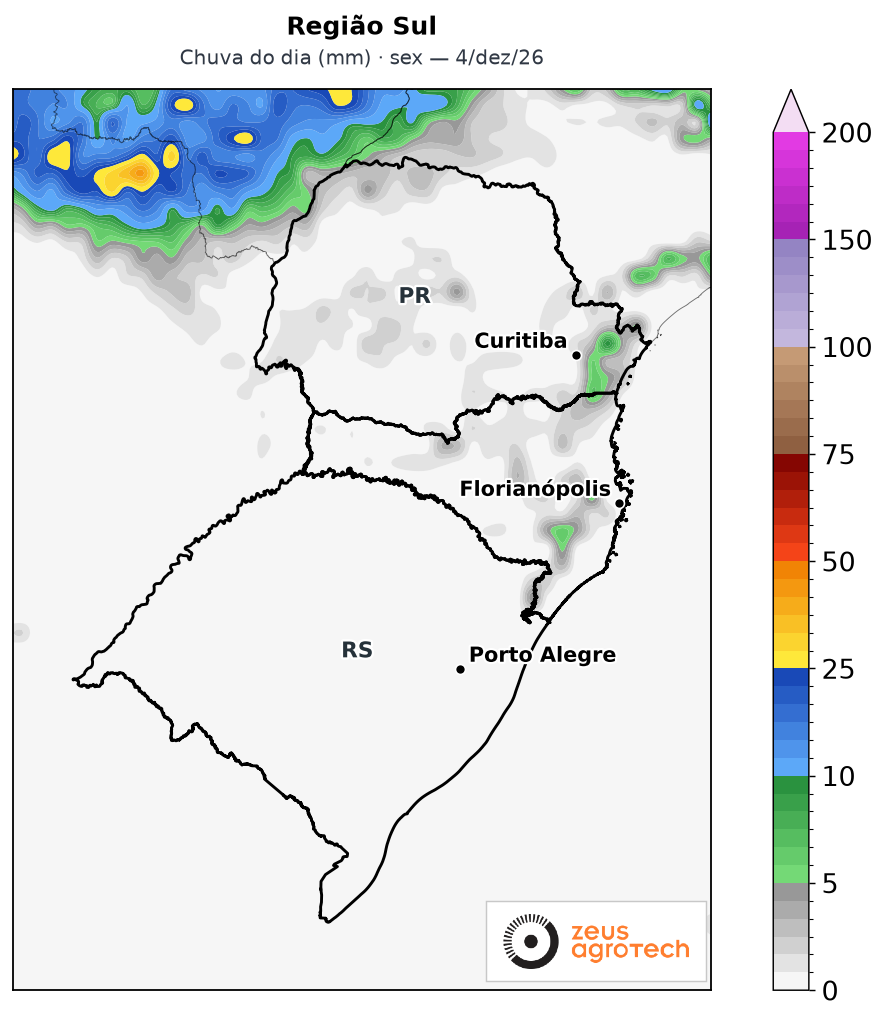 Região Sul
Chuva do dia (mm) · sex — 4/dez/26
200
150
100
75
50
25
10
5
0
PR
Curitiba
Florianópolis
RS
Porto Alegre
zeus
agrotech